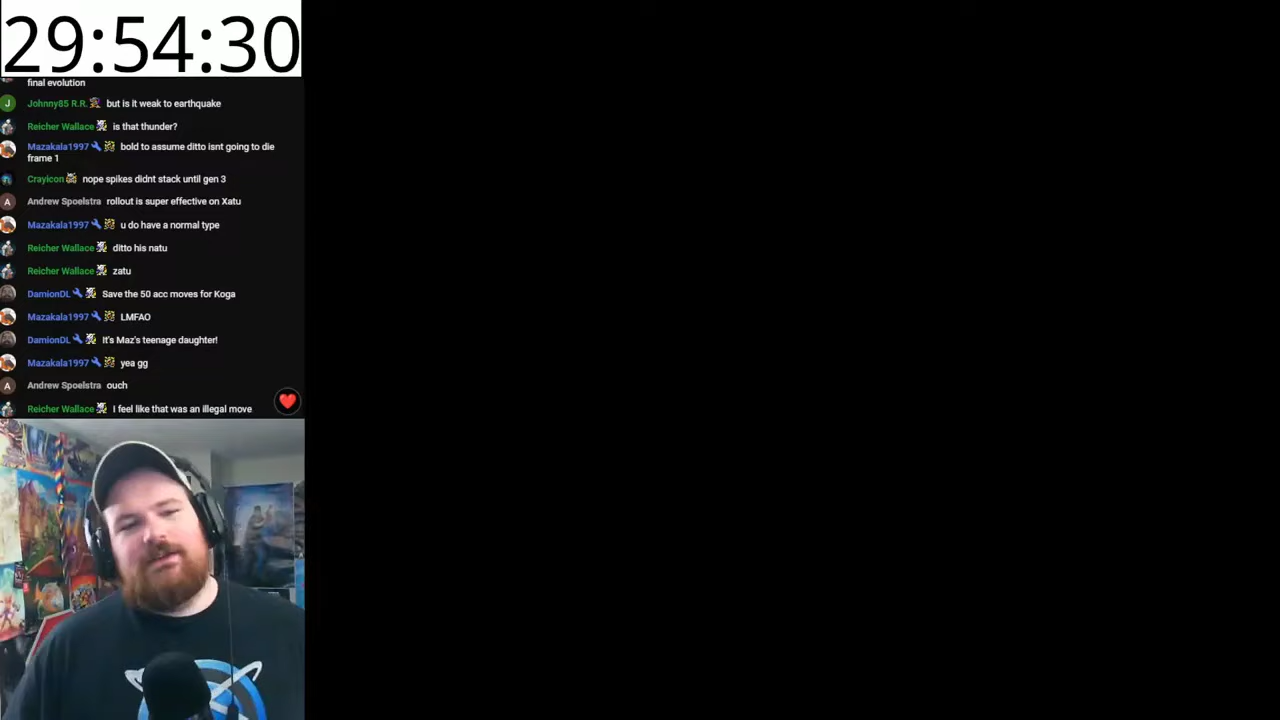 29:54:30
final evolution
J Johnny85 R.R. but is it weak to earthquake
Reicher Wallace is that thunder?
Mazakala1997 bold to assume ditto isnt going to die
frame 1
Crayicon nope spikes didnt stack until gen 3
A Andrew Spoelstra rollout is super effective on Xatu
Mazakala1997 u do have a normal type
Reicher Wallace ditto his natu
Reicher Wallace zatu
DamionDL Save the 50 acc moves for Koga
Mazakala1997 LMFAO
DamionDL It's Maz's teenage daughter!
Mazakala1997 yea gg
A Andrew Spoelstra ouch
Reicher Wallace I feel like that was an illegal move